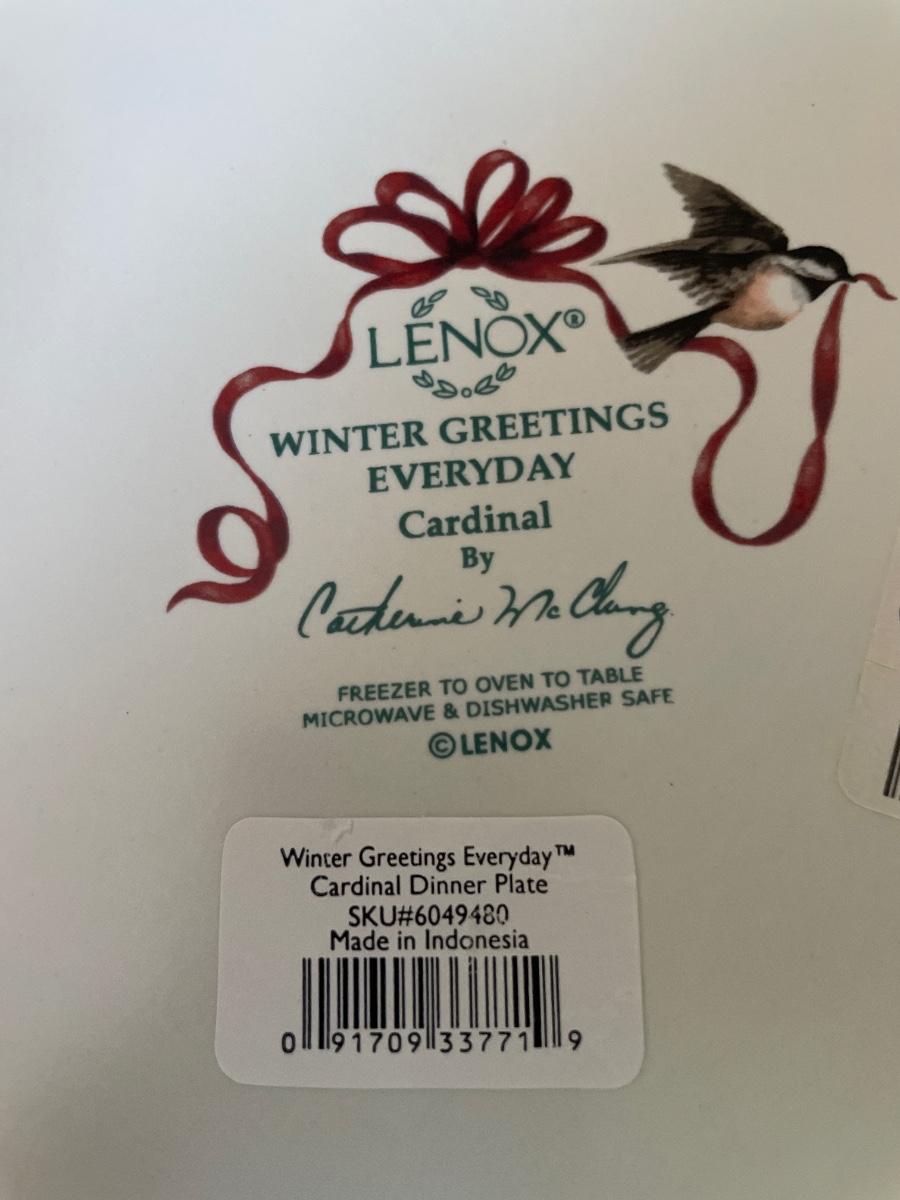 LENOX®
WINTER GREETINGS
EVERYDAY
Cardinal
By
Catherine McClung
FREEZER TO OVEN TO TABLE
MICROWAVE & DISHWASHER SAFE
©LENOX
Winter Greetings Everyday™
Cardinal Dinner Plate
SKU#6049480
Made in Indonesia
0 91709 33771 9